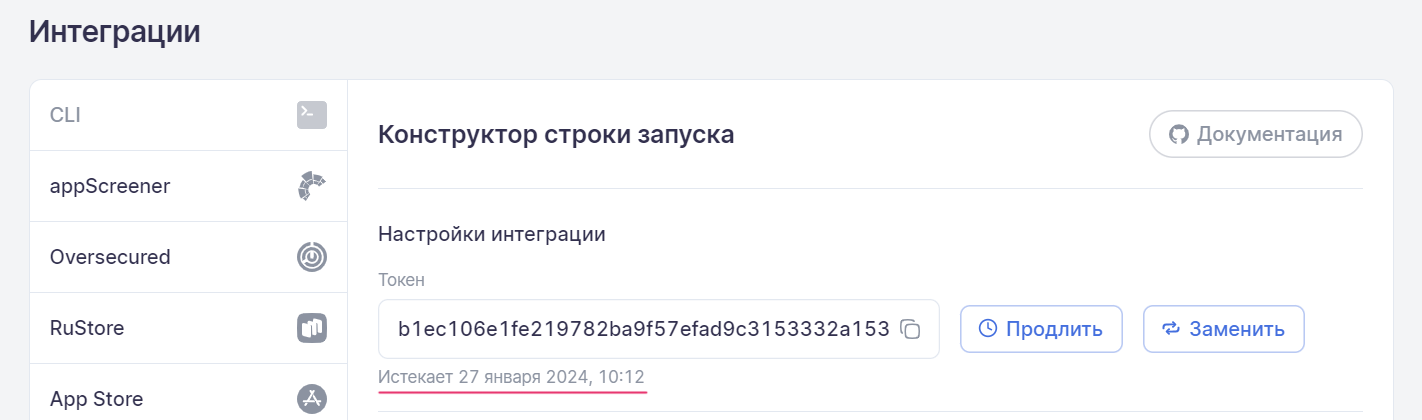 Интеграции
CLI
appScreener
Oversecured
RuStore
App Store
Конструктор строки запуска
Документация
Настройки интеграции
Токен
b1ec106e1fe219782ba9f57efad9c3153332a153
Продлить
Заменить
Истекает 27 января 2024, 10:12